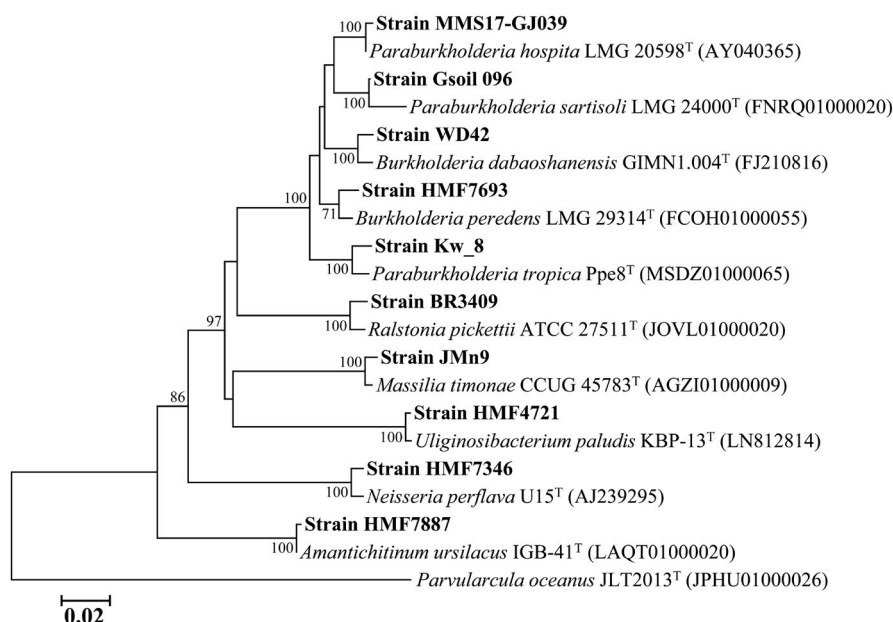 100 Strain MMS17-GJ039
Paraburkholderia hospita LMG 20598T (AY040365)
Strain Gsoil 096
100 Paraburkholderia sartisoli LMG 24000T (FNRQ01000020)
Strain WD42
100 Burkholderia dabaoshanensis GIMN1.004T (FJ210816)
100 Strain HMF7693
71 Burkholderia peredens LMG 29314T (FCOH01000055)
Strain Kw_8
100 Paraburkholderia tropica Ppe8T (MSDZ01000065)
Strain BR3409
97 100 Ralstonia pickettii ATCC 27511T (JOVL01000020)
100 Strain JMn9
Massilia timonae CCUG 45783T (AGZI01000009)
86 Strain HMF4721
100 Uliginosibacterium paludis KBP-13T (LN812814)
Strain HMF7346
100 Neisseria perflava U15T (AJ239295)
Strain HMF7887
100 Amantichitinum ursilacus IGB-41T (LAQT01000020)
Parvularcula oceanus JLT2013T (JPHU01000026)
0.02